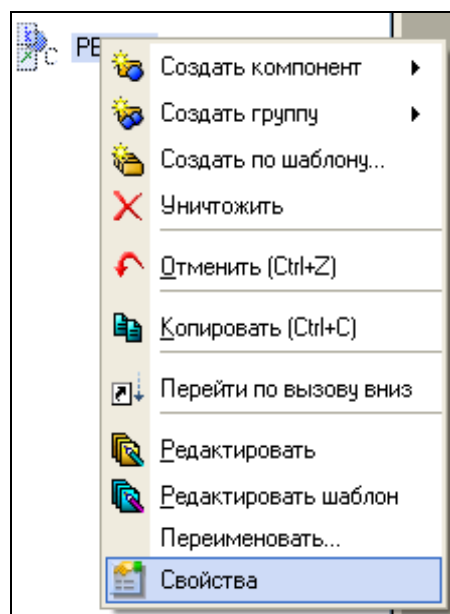 Создать компонент
Создать группу
Создать по шаблону...
Уничтожить
Отменить (Ctrl+Z)
Копировать (Ctrl+C)
Перейти по вызову вниз
Редактировать
Редактировать шаблон
Переименовать...
Свойства